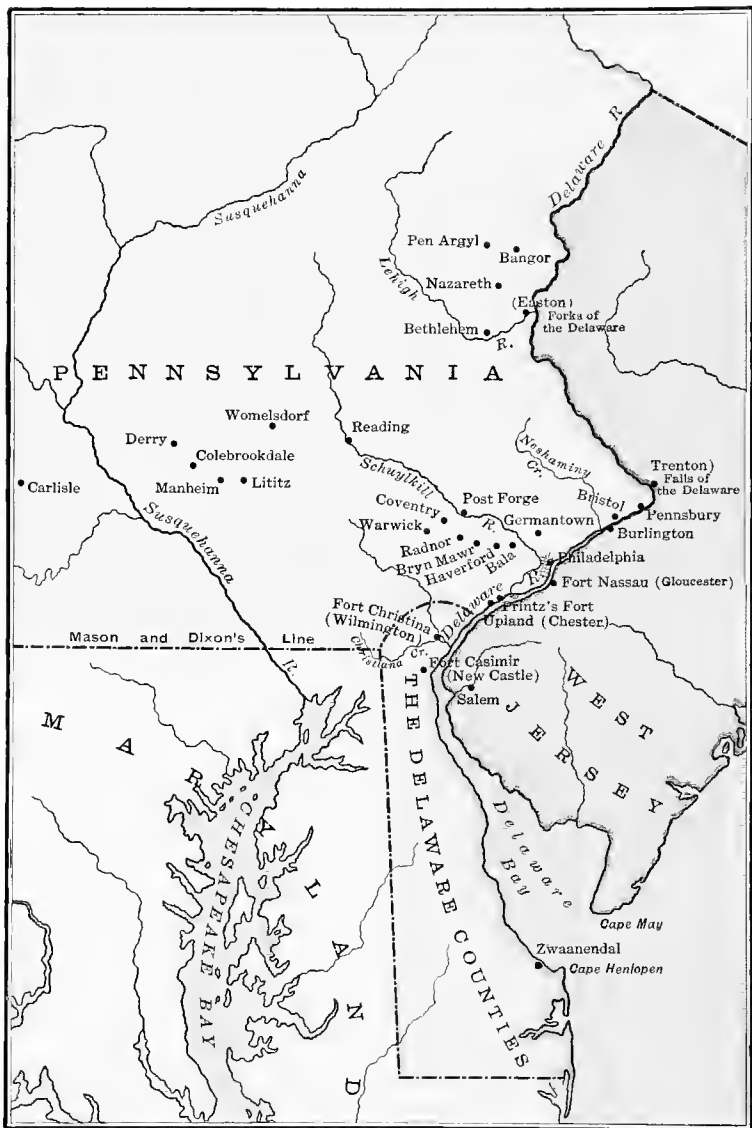 Susquehanna
Delaware R
Pen Argyl
Bangor
Lehigh R.
Nazareth
(Easton)
Forks of
the Delaware
Bethlehem
PENNSYLVANIA
Womelsdorf
Derry
Colebrookdale
Manheim
Lititz
Reading
Carlisle
Schuylkill R.
Neshaminy
Cr.
Trenton)
Falls of
the Delaware
Bristol
Pennsbury
Burlington
Coventry
Post Forge
Warwick
Germantown
Radnor
Bryn Mawr
Haverford
Bala
Philadelphia
Fort Nassau (Gloucester)
Susquehanna R.
Delaware R.
Printz's Fort
Upland (Chester)
Fort Christina
(Wilmington)
Mason and Dixon's Line
Christiana Cr.
Fort Casimir
(New Castle)
Salem
WEST
JERSEY
MARYLAND
CHESAPEAKE BAY
THE DELAWARE COUNTIES
Delaware
Bay
Cape May
Zwaanendal
Cape Henlopen